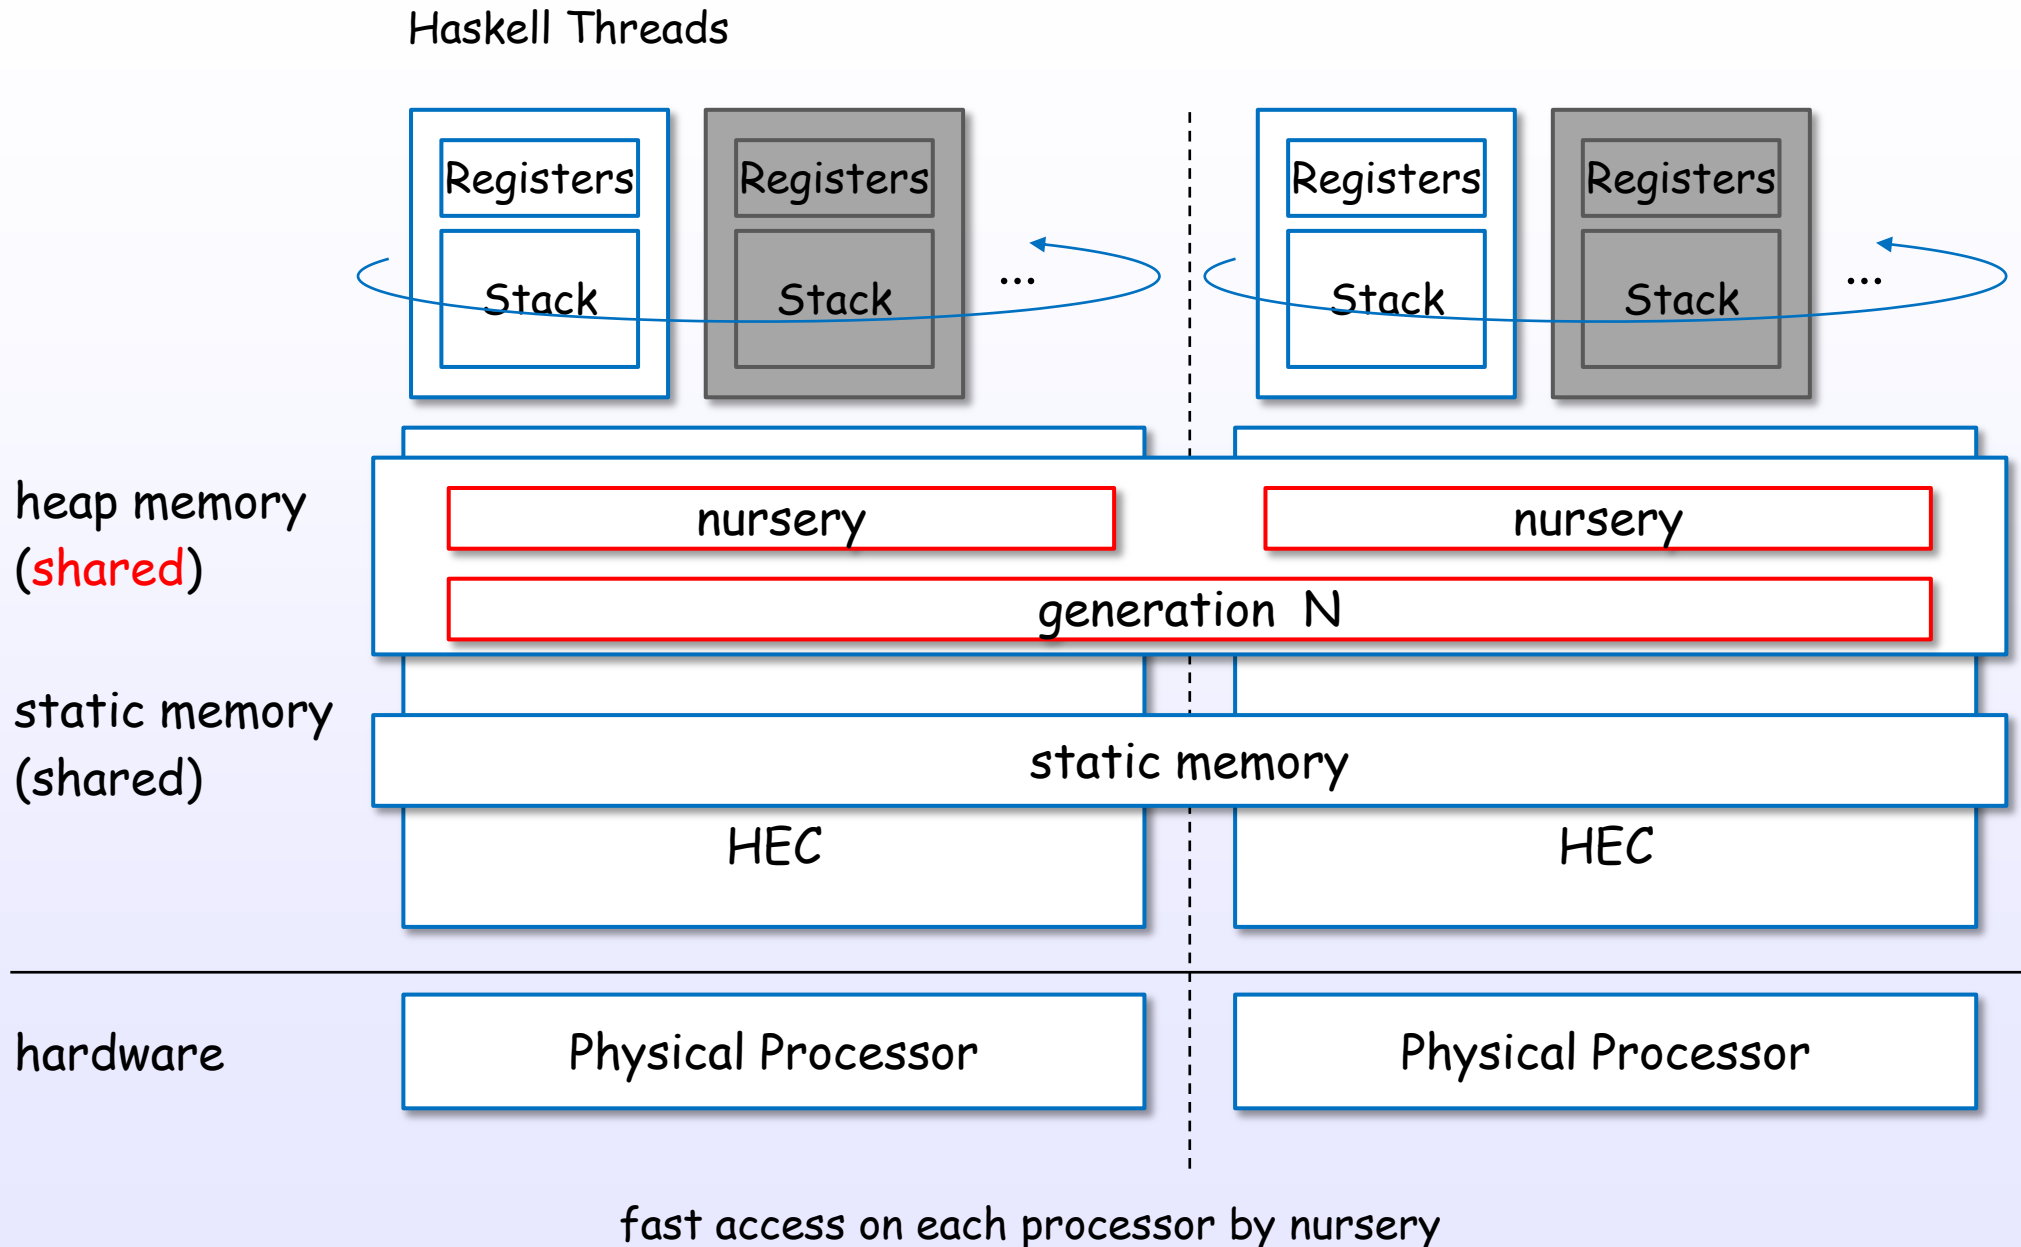 Haskell Threads
Registers
Registers
Registers
Registers
Stack
Stack
...
Stack
Stack
...
heap memory
(shared)
nursery
nursery
generation N
static memory
(shared)
static memory
HEC
HEC
hardware
Physical Processor
Physical Processor
fast access on each processor by nursery